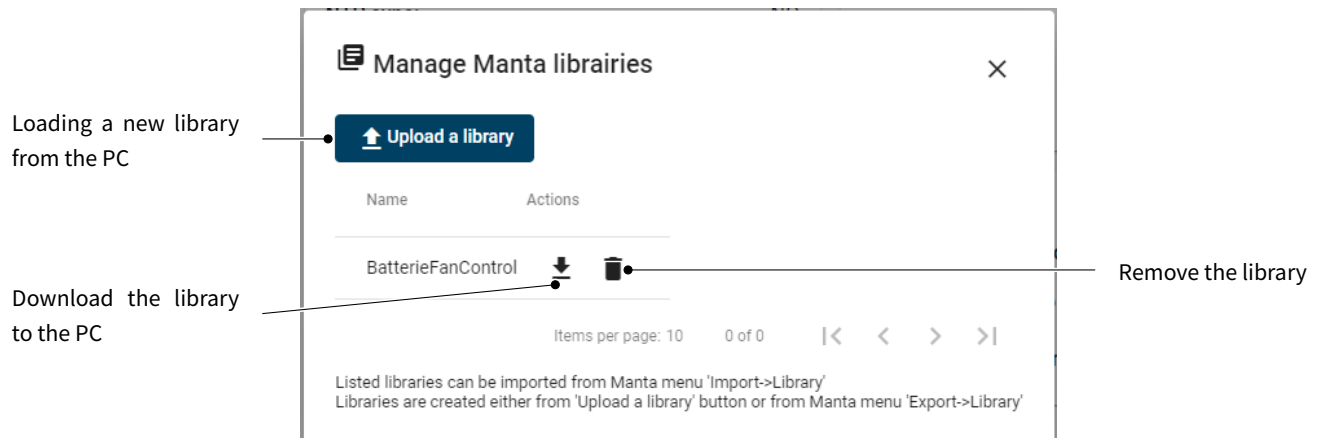 Manage Manta librairies
Loading a new library
from the PC
Upload a library
Name Actions
BatterieFanControl
Remove the library
Download the library
to the PC
Items per page: 10 0 of 0
Listed libraries can be imported from Manta menu 'Import->Library'
Libraries are created either from 'Upload a library' button or from Manta menu 'Export->Library'